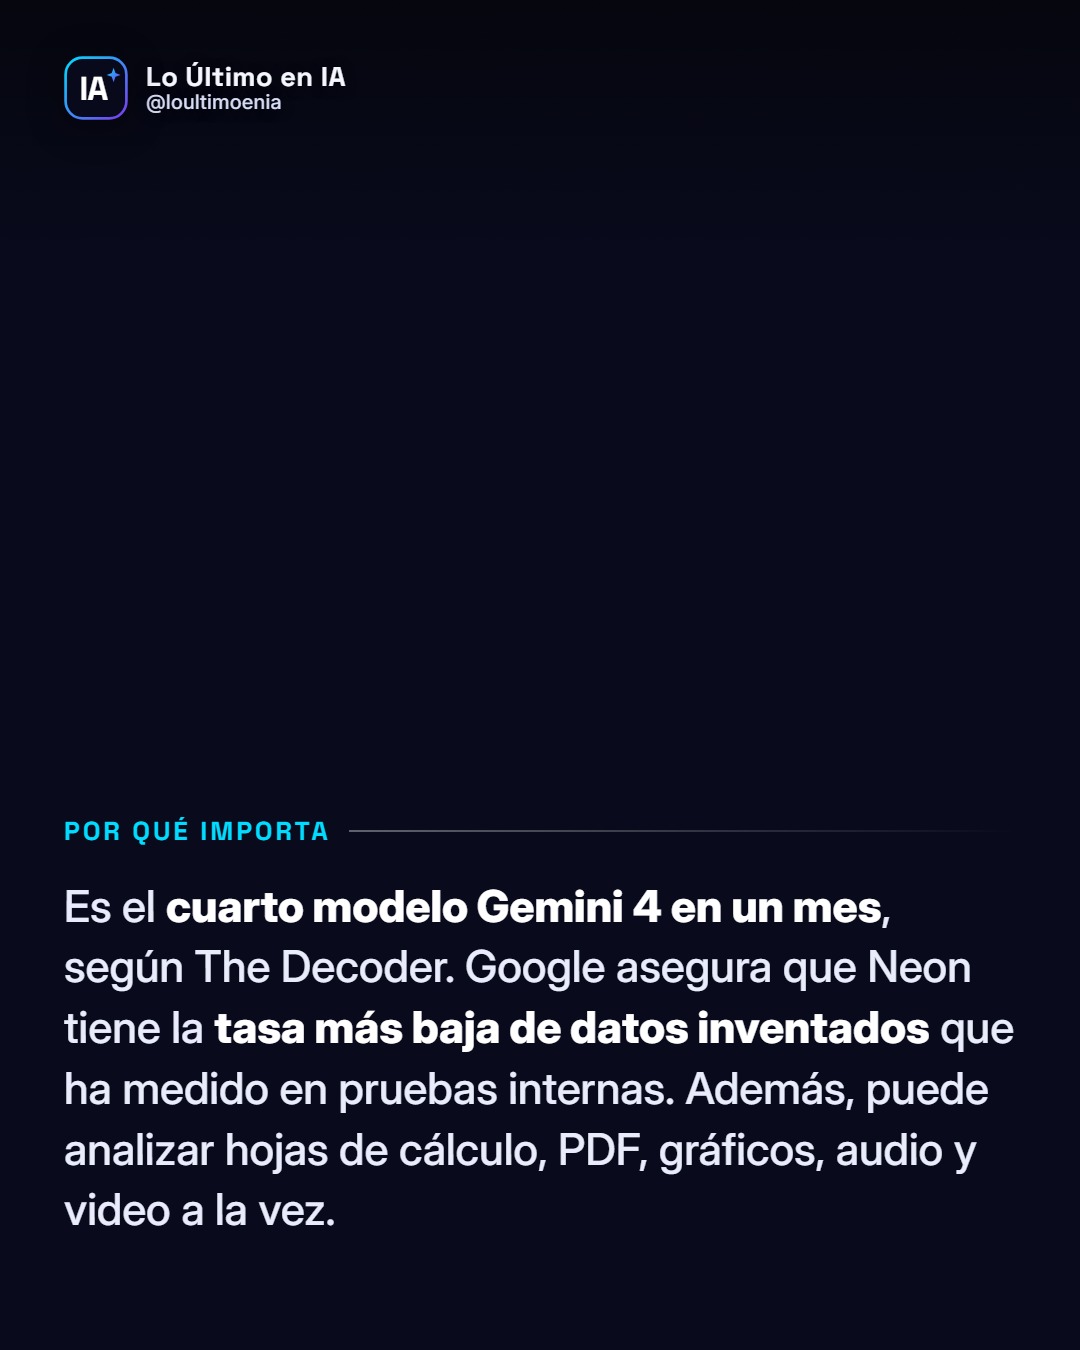 IA
Lo Último en IA
@loultimoenia
POR QUÉ IMPORTA
Es el cuarto modelo Gemini 4 en un mes,
según The Decoder. Google asegura que Neon
tiene la tasa más baja de datos inventados que
ha medido en pruebas internas. Además, puede
analizar hojas de cálculo, PDF, gráficos, audio y
video a la vez.